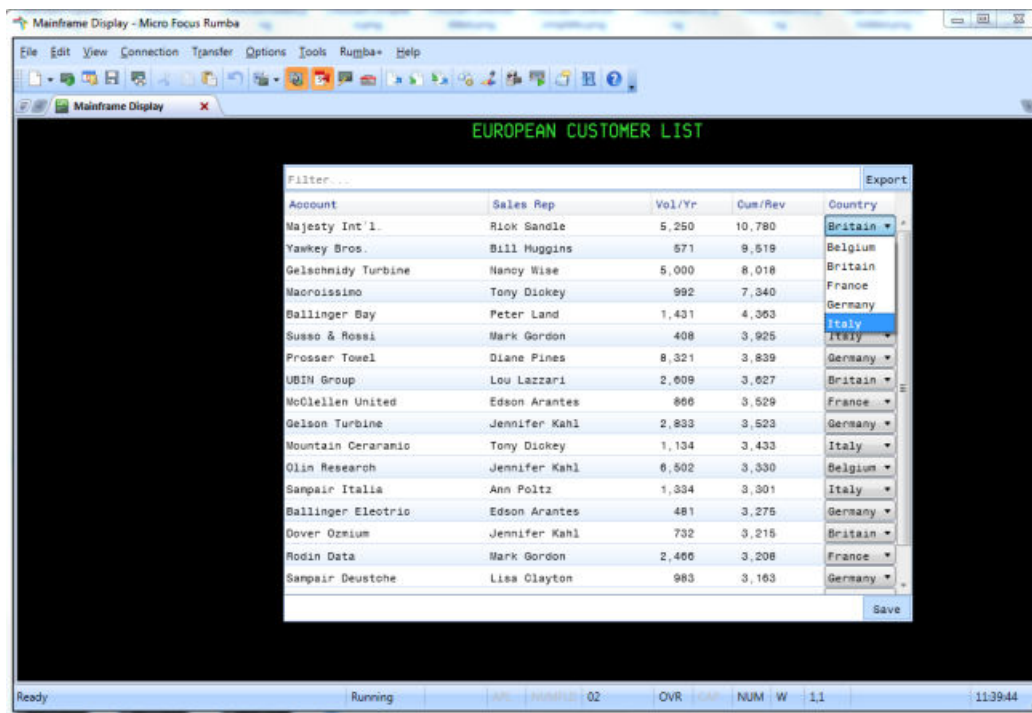 Mainframe Display - Micro Focus Rumba
File Edit View Connection Transfer Options Tools Rumba+ Help
Mainframe Display X
EUROPEAN CUSTOMER LIST
Filter... Export
Account Sales Rep Vol/Yr Cum/Rev Country
Majesty Int'l. Rick Sandle 5,250 10,780 Britain
Yawkey Bros. Bill Huggins 571 9,519 Belgium
Gelschmidy Turbine Nancy Wise 5,000 8,018 Britain
Macroissimo Tony Dickey 992 7,340 France
Ballinger Bay Peter Land 1,431 4,363 Germany
Italy
Susso & Rossi Mark Gordon 408 3,925 Italy
Prosser Towel Diane Pines 8,321 3,839 Germany
UBIN Group Lou Lazzari 2,609 3,627 Britain
McClellen United Edson Arantes 866 3,529 France
Gelson Turbine Jennifer Kahl 2,833 3,523 Germany
Mountain Ceraramic Tony Dickey 1,134 3,433 Italy
Olin Research Jennifer Kahl 6,502 3,330 Belgium
Sampair Italia Ann Poltz 1,334 3,301 Italy
Ballinger Electric Edson Arantes 481 3,275 Germany
Dover Ozmium Jennifer Kahl 732 3,215 Britain
Rodin Data Mark Gordon 2,466 3,208 France
Sampair Deustche Lisa Clayton 983 3,163 Germany
Save
Ready Running 02 OVR NUM W 1,1 11:39:44